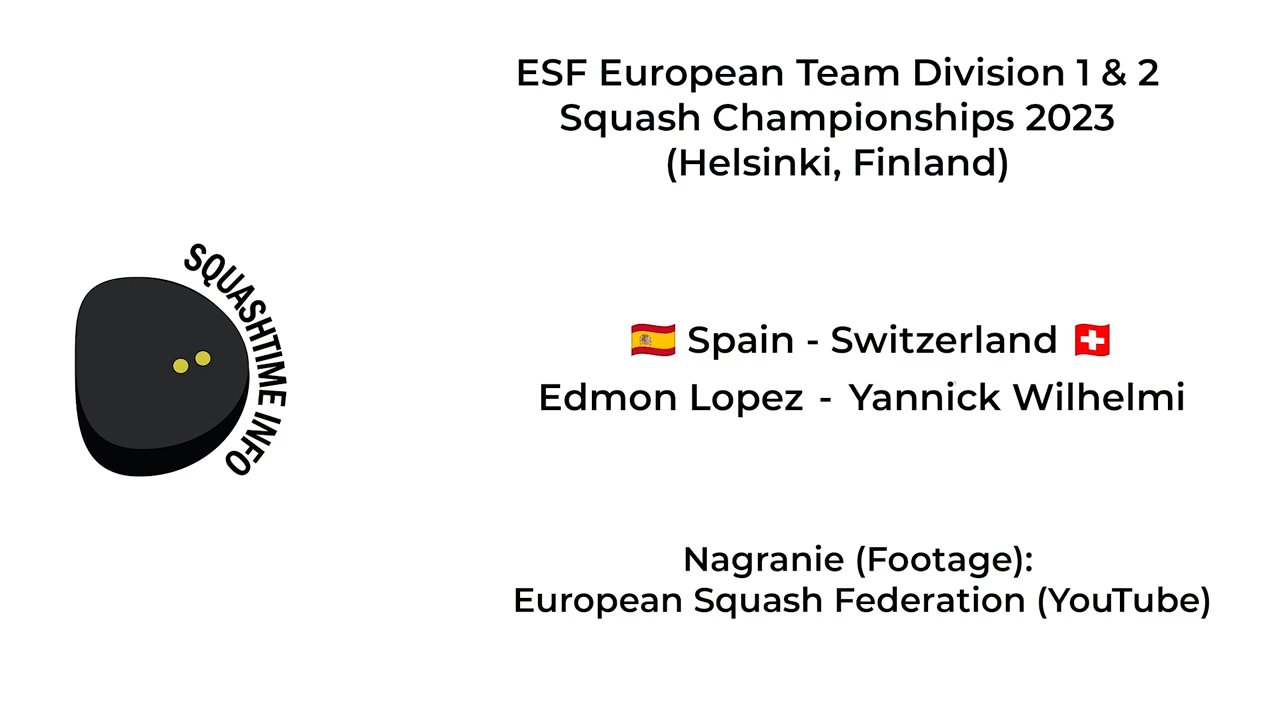 ESF European Team Division 1 & 2
Squash Championships 2023
(Helsinki, Finland)
SQUASHTIME INFO
🇪🇸 Spain - Switzerland 🇨🇭
Edmon Lopez - Yannick Wilhelmi
Nagranie (Footage):
European Squash Federation (YouTube)